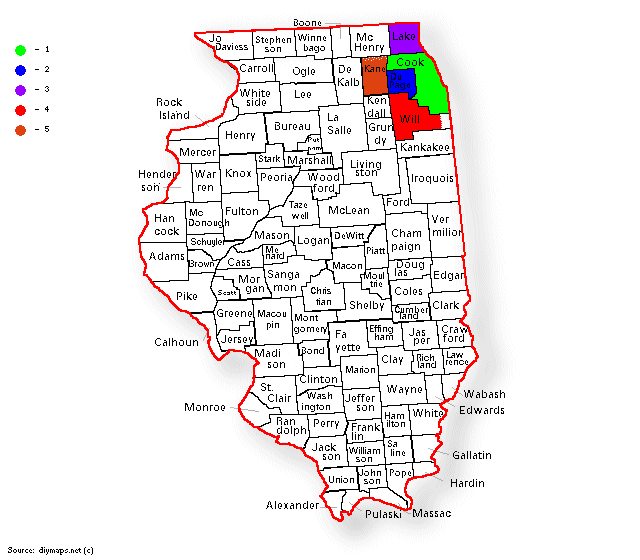 Boone
Jo
Daviess
Stephen
son
Winne
bago
Mc
Henry
Lake
- 1
- 2
- 3
- 4
- 5
Carroll
Ogle
De
Kalb
Kane
Cook
Du
Page
White
side
Lee
Rock
Island
Ken
dall
Will
La
Salle
Grun
dy
Bureau
Henry
Put
nam
Kankakee
Mercer
Stark
Marshall
Living
ston
Hender
son
War
ren
Knox
Peoria
Wood
ford
Iroquois
Ford
Han
cock
Mc
Donough
Fulton
Taze
well
McLean
Ver
milion
Schuyler
Mason
Logan
DeWitt
Cham
paign
Piatt
Adams
Brown
Cass
Me
nard
Macon
Doug
las
Edgar
Mor
gan
Sanga
mon
Moul
trie
Coles
Pike
Scott
Chris
tian
Shelby
Cumber
land
Clark
Greene
Macou
pin
Mont
gomery
Calhoun
Jersey
Fa
yette
Effing
ham
Jas
per
Craw
ford
Madi
son
Bond
Clay
Rich
land
Law
rence
Marion
Clinton
St.
Clair
Wash
ington
Jeffer
son
Wayne
Wabash
Edwards
Monroe
Ran
dolph
Perry
Ham
ilton
White
Frank
lin
Jack
son
William
son
Sa
line
Gallatin
Union
John
son
Pope
Hardin
Alexander
Pulaski
Massac
Source: diymaps.net (c)